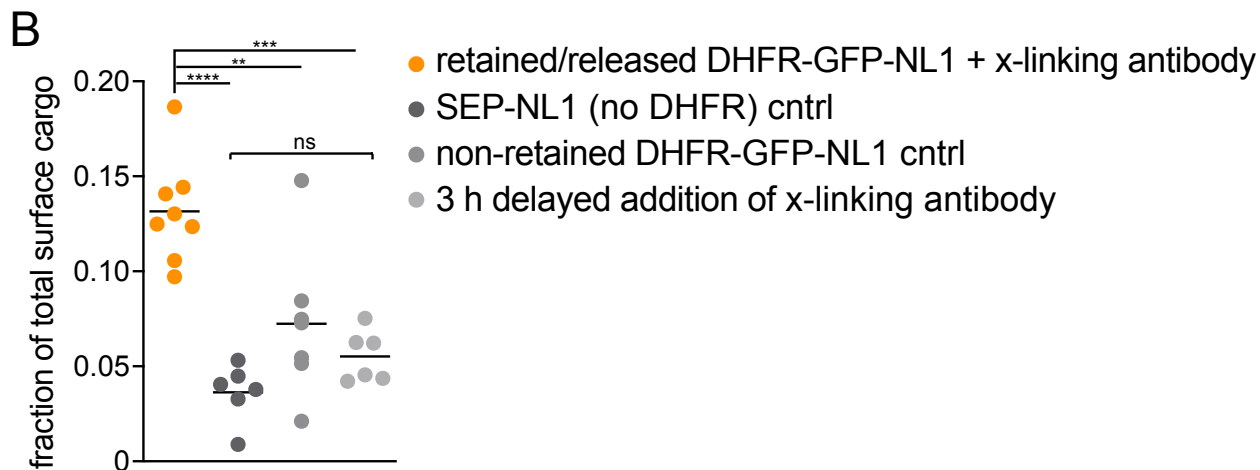 B
***
**
****
ns
fraction of total surface cargo
0.20
0.15
0.10
0.05
0
retained/released DHFR-GFP-NL1 + x-linking antibody
SEP-NL1 (no DHFR) cntrl
non-retained DHFR-GFP-NL1 cntrl
3 h delayed addition of x-linking antibody